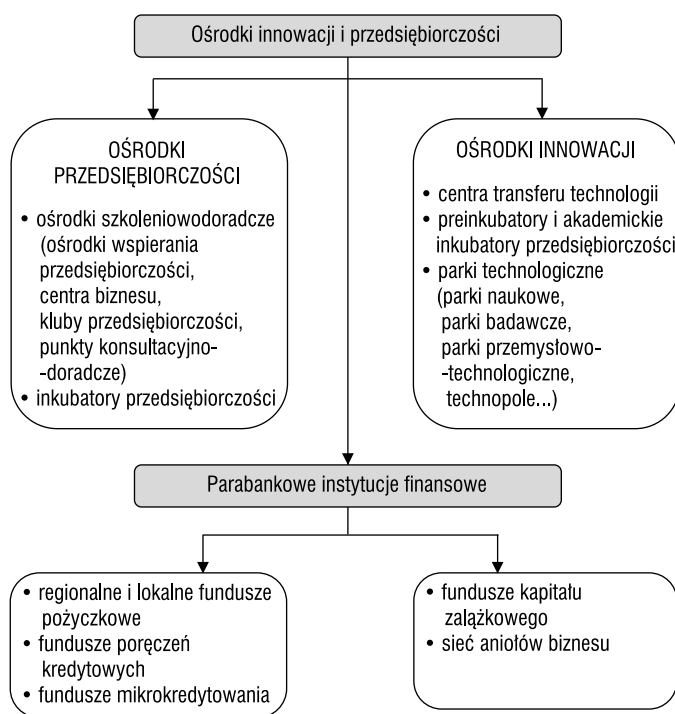 Ośrodki innowacji i przedsiębiorczości
OŚRODKI
PRZEDSIĘBIORCZOŚCI
• ośrodki szkoleniowodoradcze
(ośrodki wspierania
przedsiębiorczości,
centra biznesu,
kluby przedsiębiorczości,
punkty konsultacyjno-
-doradcze)
• inkubatory przedsiębiorczości
OŚRODKI INNOWACJI
• centra transferu technologii
• preinkubatory i akademickie
inkubatory przedsiębiorczości
• parki technologiczne
(parki naukowe,
parki badawcze,
parki przemysłowo-
-technologiczne,
technopole...)
Parabankowe instytucje finansowe
• regionalne i lokalne fundusze
pożyczkowe
• fundusze poręczeń
kredytowych
• fundusze mikrokredytowania
• fundusze kapitału
zalążkowego
• sieć aniołów biznesu